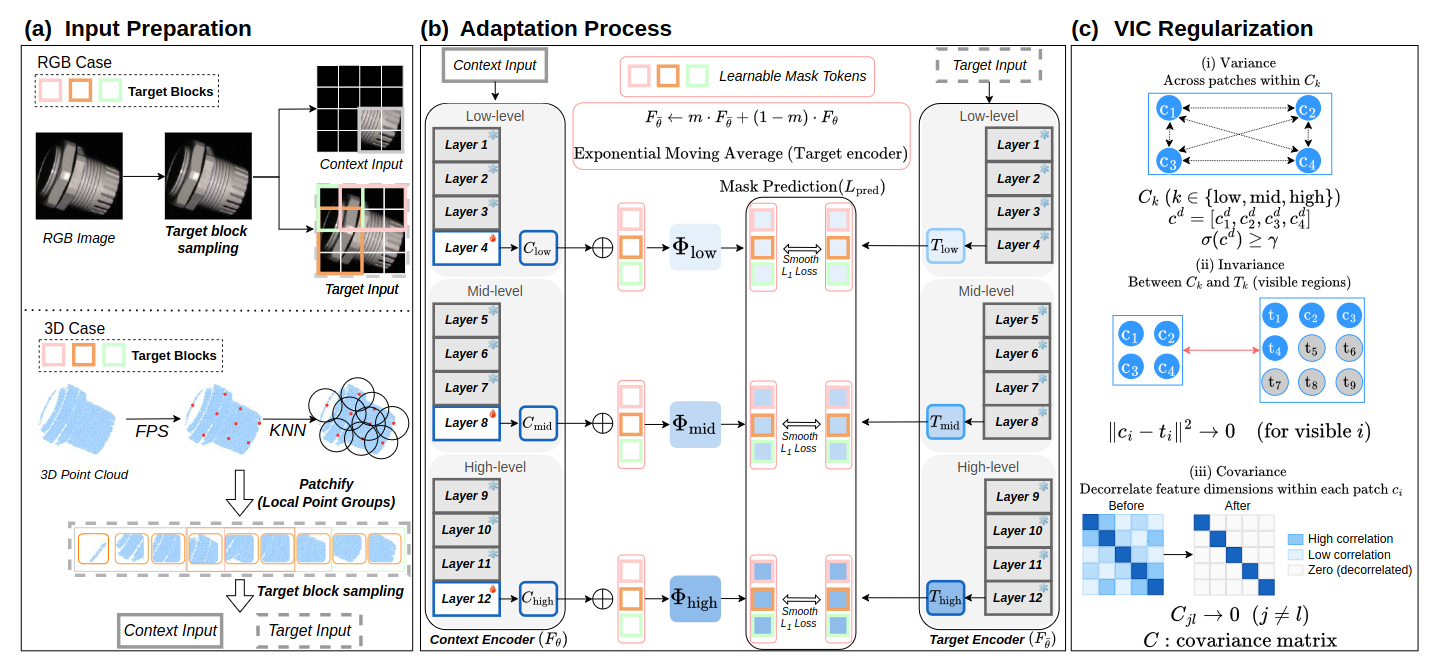 (a) Input Preparation
RGB Case
Target Blocks
RGB Image
Target block
sampling
Context Input
Target Input
3D Case
Target Blocks
3D Point Cloud
FPS
KNN
Patchify
(Local Point Groups)
Target block sampling
Context Input
Target Input
(b) Adaptation Process
Context Input
Learnable Mask Tokens
Target Input
F_θ̄ ← m · F_θ̄ + (1 − m) · F_θ
Exponential Moving Average (Target encoder)
Mask Prediction(L_pred)
Low-level
Layer 1
Layer 2
Layer 3
Layer 4
C_low
Φ_low
Smooth
L_1 Loss
T_low
Low-level
Layer 1
Layer 2
Layer 3
Layer 4
Mid-level
Layer 5
Layer 6
Layer 7
Layer 8
C_mid
Φ_mid
Smooth
L_1 Loss
T_mid
Mid-level
Layer 5
Layer 6
Layer 7
Layer 8
High-level
Layer 9
Layer 10
Layer 11
Layer 12
C_high
Φ_high
Smooth
L_1 Loss
T_high
High-level
Layer 9
Layer 10
Layer 11
Layer 12
Context Encoder (F_θ)
Target Encoder (F_θ̄)
(c) VIC Regularization
(i) Variance
Across patches within C_k
c_1 c_2
c_3 c_4
C_k (k ∈ {low, mid, high})
c^d = [c_1^d, c_2^d, c_3^d, c_4^d]
σ(c^d) ≥ γ
(ii) Invariance
Between C_k and T_k (visible regions)
c_1 c_2
c_3 c_4
t_1 c_2 c_3
t_4 t_5 t_6
t_7 t_8 t_9
‖c_i − t_i‖² → 0 (for visible i)
(iii) Covariance
Decorrelate feature dimensions within each patch c_i
Before After
High correlation
Low correlation
Zero (decorrelated)
C_jl → 0 (j ≠ l)
C : covariance matrix